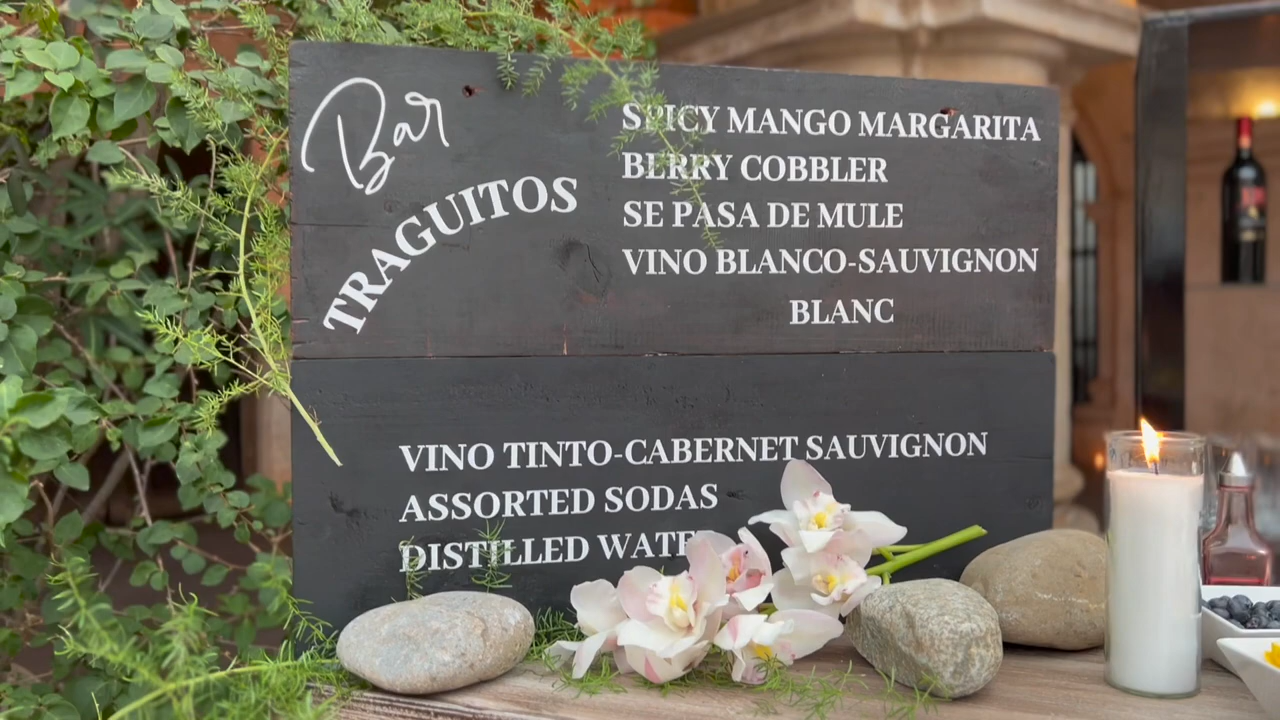 Bar
TRAGUITOS
SPICY MANGO MARGARITA
BERRY COBBLER
SE PASA DE MULE
VINO BLANCO-SAUVIGNON
BLANC
VINO TINTO-CABERNET SAUVIGNON
ASSORTED SODAS
DISTILLED WATER